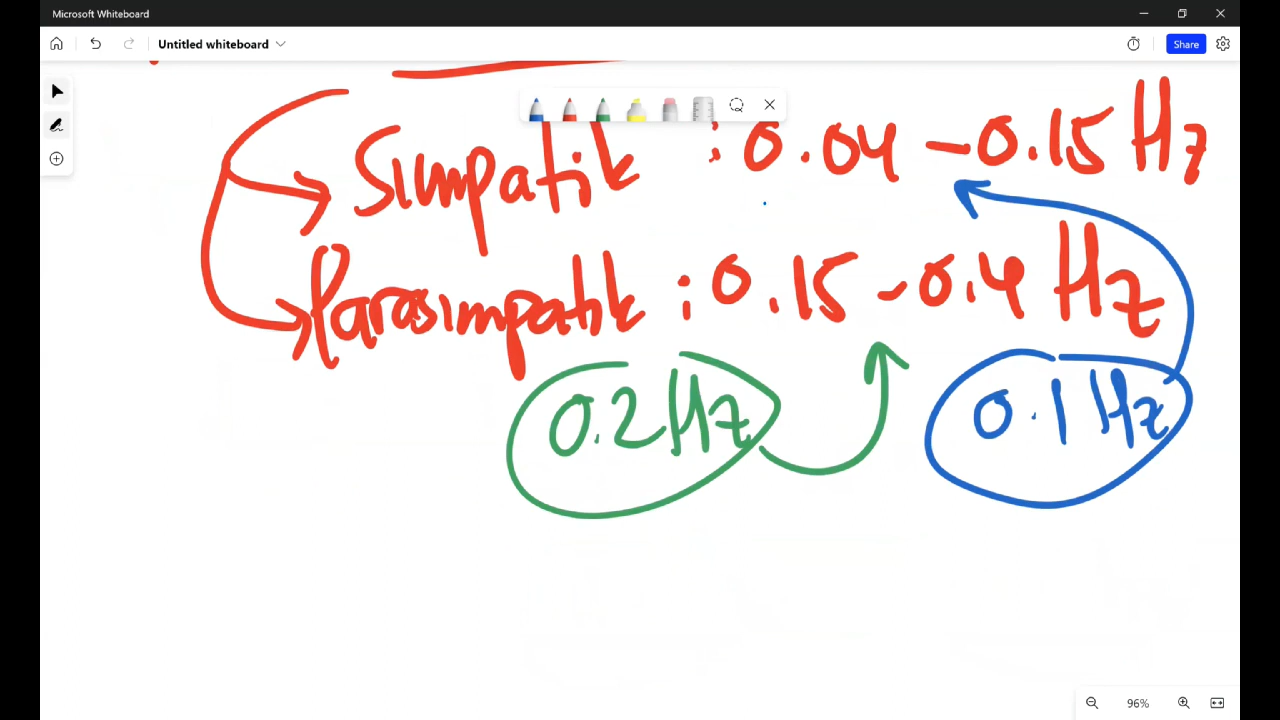 Microsoft Whiteboard
Untitled whiteboard
Share
Simpatik : 0.04 - 0.15 Hz
Parasimpatik : 0.15 - 0.4 Hz
0.2 Hz
0.1 Hz
96%